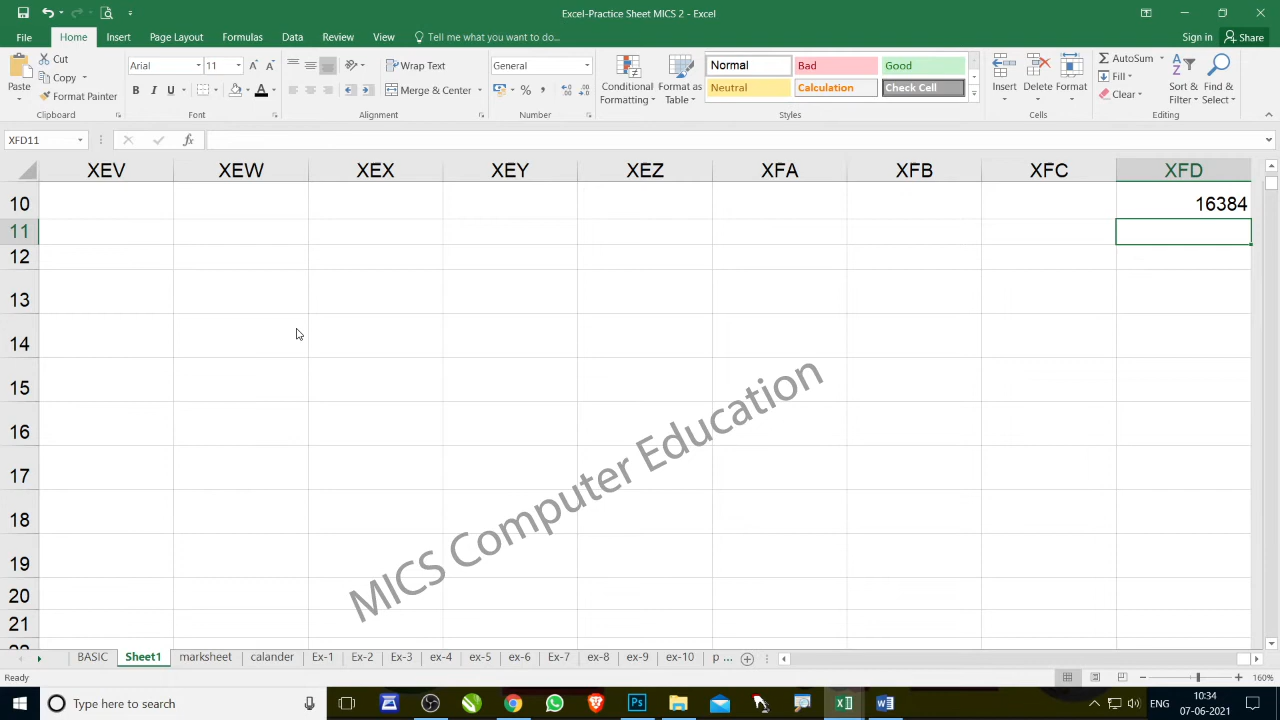 Excel-Practice Sheet MICS 2 - Excel
File Home Insert Page Layout Formulas Data Review View Tell me what you want to do... Sign in Share
Paste
Cut
Copy
Format Painter
Clipboard
Arial 11
B I U
Font
Wrap Text
Merge & Center
Alignment
General
%
Number
Conditional Formatting
Format as Table
Normal Bad Good
Neutral Calculation Check Cell
Styles
Insert Delete Format
Cells
AutoSum
Fill
Clear
Sort & Filter
Find & Select
Editing
XFD11 fx
XEV XEW XEX XEY XEZ XFA XFB XFC XFD
10 16384
11
12
13
14
15
16
17
18
19
20
21
MICS Computer Education
BASIC Sheet1 marksheet calander Ex-1 Ex-2 Ex-3 ex-4 ex-5 ex-6 Ex-7 ex-8 ex-9 ex-10 p ...
Ready 160%
Type here to search
ENG
10:34
07-06-2021